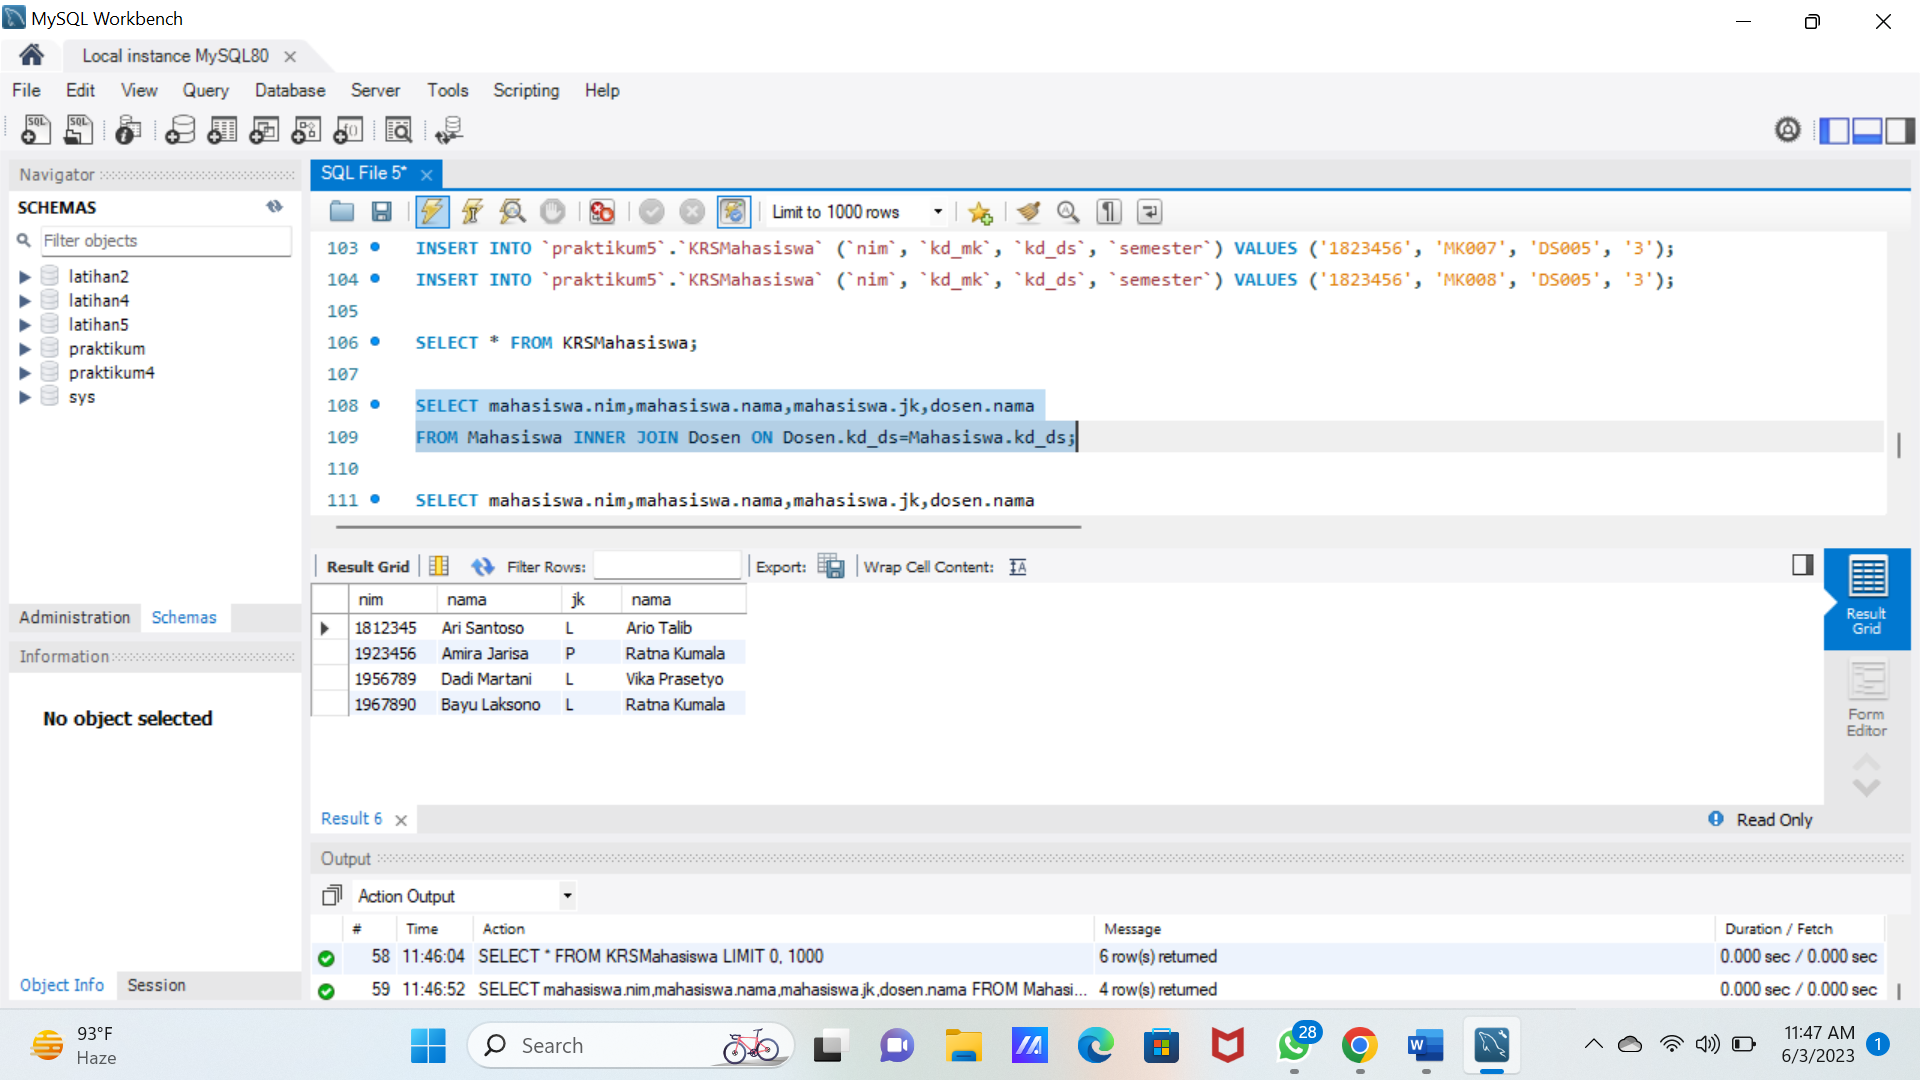 MySQL Workbench
Local instance MySQL80
File Edit View Query Database Server Tools Scripting Help
Navigator
SCHEMAS
Filter objects
latihan2
latihan4
latihan5
praktikum
praktikum4
sys
Administration Schemas
Information
No object selected
Object Info Session
SQL File 5*
Limit to 1000 rows
103 INSERT INTO `praktikum5`.`KRSMahasiswa` (`nim`, `kd_mk`, `kd_ds`, `semester`) VALUES ('1823456', 'MK007', 'DS005', '3');
104 INSERT INTO `praktikum5`.`KRSMahasiswa` (`nim`, `kd_mk`, `kd_ds`, `semester`) VALUES ('1823456', 'MK008', 'DS005', '3');
105
106 SELECT * FROM KRSMahasiswa;
107
108 SELECT mahasiswa.nim,mahasiswa.nama,mahasiswa.jk,dosen.nama
109 FROM Mahasiswa INNER JOIN Dosen ON Dosen.kd_ds=Mahasiswa.kd_ds;
110
111 SELECT mahasiswa.nim,mahasiswa.nama,mahasiswa.jk,dosen.nama
Result Grid Filter Rows: Export: Wrap Cell Content:
nim nama jk nama
1812345 Ari Santoso L Ario Talib
1923456 Amira Jarisa P Ratna Kumala
1956789 Dadi Martani L Vika Prasetyo
1967890 Bayu Laksono L Ratna Kumala
Result
Grid
Form
Editor
Result 6
Read Only
Output
Action Output
# Time Action Message Duration / Fetch
58 11:46:04 SELECT * FROM KRSMahasiswa LIMIT 0, 1000 6 row(s) returned 0.000 sec / 0.000 sec
59 11:46:52 SELECT mahasiswa.nim,mahasiswa.nama,mahasiswa.jk,dosen.nama FROM Mahasi... 4 row(s) returned 0.000 sec / 0.000 sec
93°F
Haze
Search
28
11:47 AM
6/3/2023
1